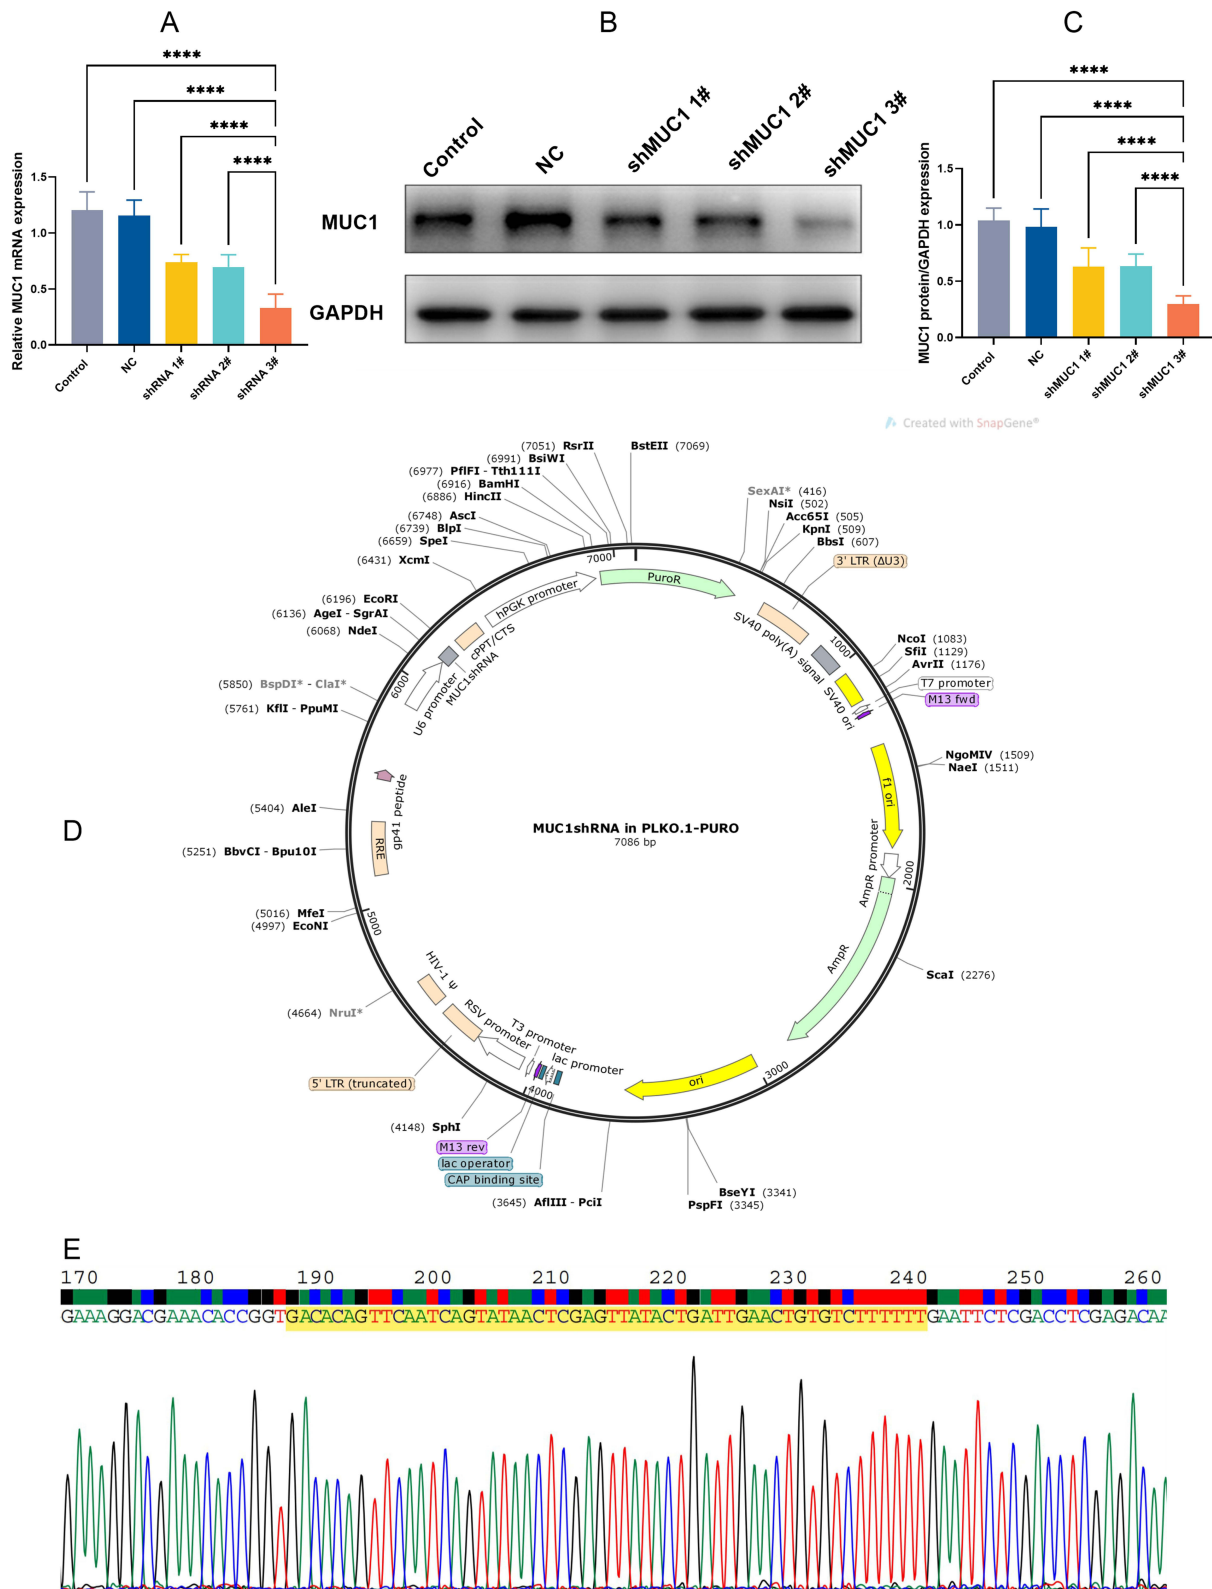 A
B
C
****
****
****
****
Relative MUC1 mRNA expression
1.5
1.0
0.5
0.0
Control
NC
shRNA 1#
shRNA 2#
shRNA 3#
Control
NC
shMUC1 1#
shMUC1 2#
shMUC1 3#
MUC1
GAPDH
****
****
****
****
MUC1 protein/GAPDH expression
1.5
1.0
0.5
0.0
Control
NC
shMUC1 1#
shMUC1 2#
shMUC1 3#
Created with SnapGene®
D
(7051) RsrII
(6991) BsiWI
(6977) PflFI - Tth111I
(6916) BamHI
(6886) HincII
(6748) AscI
(6739) BlpI
(6659) SpeI
(6431) XcmI
(6196) EcoRI
(6136) AgeI - SgrAI
(6068) NdeI
(5850) BspDI* - ClaI*
(5761) KflI - PpuMI
(5404) AleI
(5251) BbvCI - Bpu10I
(5016) MfeI
(4997) EcoNI
(4664) NruI*
5' LTR (truncated)
(4148) SphI
M13 rev
lac operator
CAP binding site
(3645) AflIII - PciI
BstEII (7069)
SexAI* (416)
NsiI (502)
Acc65I (505)
KpnI (509)
BbsI (607)
3' LTR (ΔU3)
NcoI (1083)
SfiI (1129)
AvrII (1176)
T7 promoter
M13 fwd
NgoMIV (1509)
NaeI (1511)
ScaI (2276)
BseYI (3341)
PspFI (3345)
7000
1000
2000
3000
4000
5000
6000
PuroR
hPGK promoter
cPPT/CTS
MUC1shRNA
U6 promoter
SV40 poly(A) signal
SV40 ori
f1 ori
AmpR promoter
AmpR
ori
lac promoter
T3 promoter
RSV promoter
HIV-1 Ψ
RRE
gp41 peptide
MUC1shRNA in PLKO.1-PURO
7086 bp
E
170 180 190 200 210 220 230 240 250 260
GAAAGGACGAAACACCGGTGACACAGTTCAATCAGTATAACTCGAGTTATACTGATTGAACTGTGTCTTTTTTGAATTCTCGACCTCGAGACAA